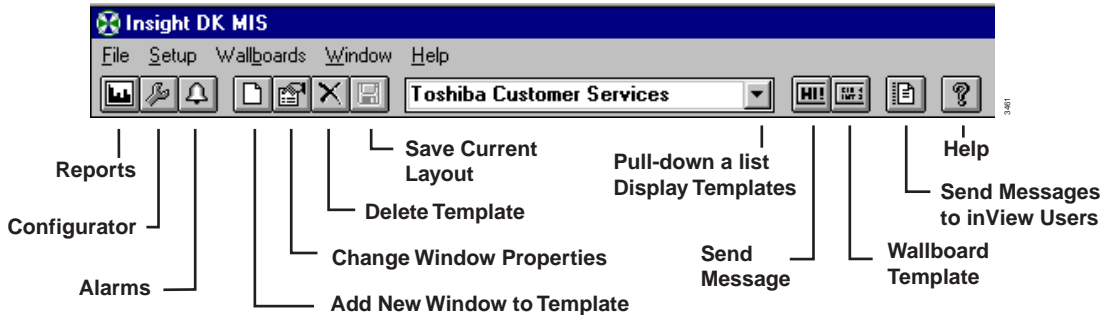 Insight DK MIS
File Setup Wallboards Window Help
Toshiba Customer Services
HI!
3461
Reports
Save Current
Layout
Pull-down a list
Display Templates
Help
Configurator
Delete Template
Send Messages
to inView Users
Change Window Properties
Send
Message
Wallboard
Template
Alarms
Add New Window to Template